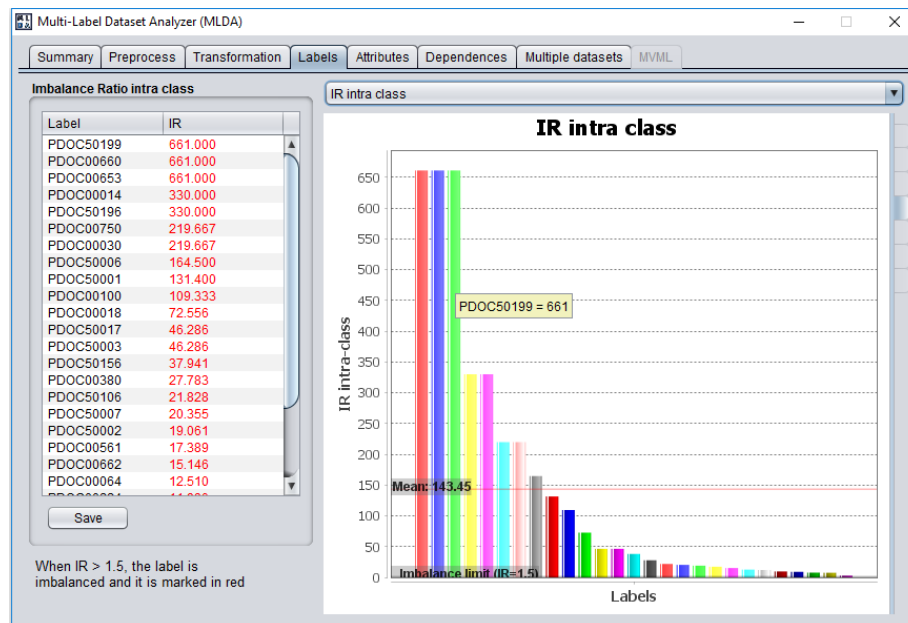 Multi-Label Dataset Analyzer (MLDA)
Summary Preprocess Transformation Labels Attributes Dependences Multiple datasets MVML
Imbalance Ratio intra class
Label IR
PDOC50199 661.000
PDOC00660 661.000
PDOC00653 661.000
PDOC00014 330.000
PDOC50196 330.000
PDOC00750 219.667
PDOC00030 219.667
PDOC50006 164.500
PDOC50001 131.400
PDOC00100 109.333
PDOC00018 72.556
PDOC50017 46.286
PDOC50003 46.286
PDOC50156 37.941
PDOC00380 27.783
PDOC50106 21.828
PDOC50007 20.355
PDOC50002 19.061
PDOC00561 17.389
PDOC00662 15.146
PDOC00064 12.510
Save
When IR > 1.5, the label is
imbalanced and it is marked in red
IR intra class
IR intra class
IR intra-class
650
600
550
500
450
400
350
300
250
200
150
100
50
0
PDOC50199 = 661
Mean: 143.45
Imbalance limit (IR=1.5)
Labels